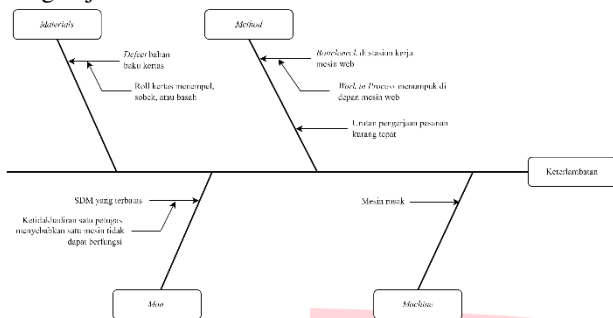 Materials
Method
Defect bahan
baku kertas
Roll kertas menempel,
sobek, atau basah
Bottleneck di stasiun kerja
mesin web
Work in Process menumpuk di
depan mesin web
Urutan pengerjaan pesanan
kurang tepat
Keterlambatan
SDM yang terbatas
Ketidakhadiran satu petugas
menyebabkan satu mesin tidak
dapat berfungsi
Mesin rusak
Man
Machine